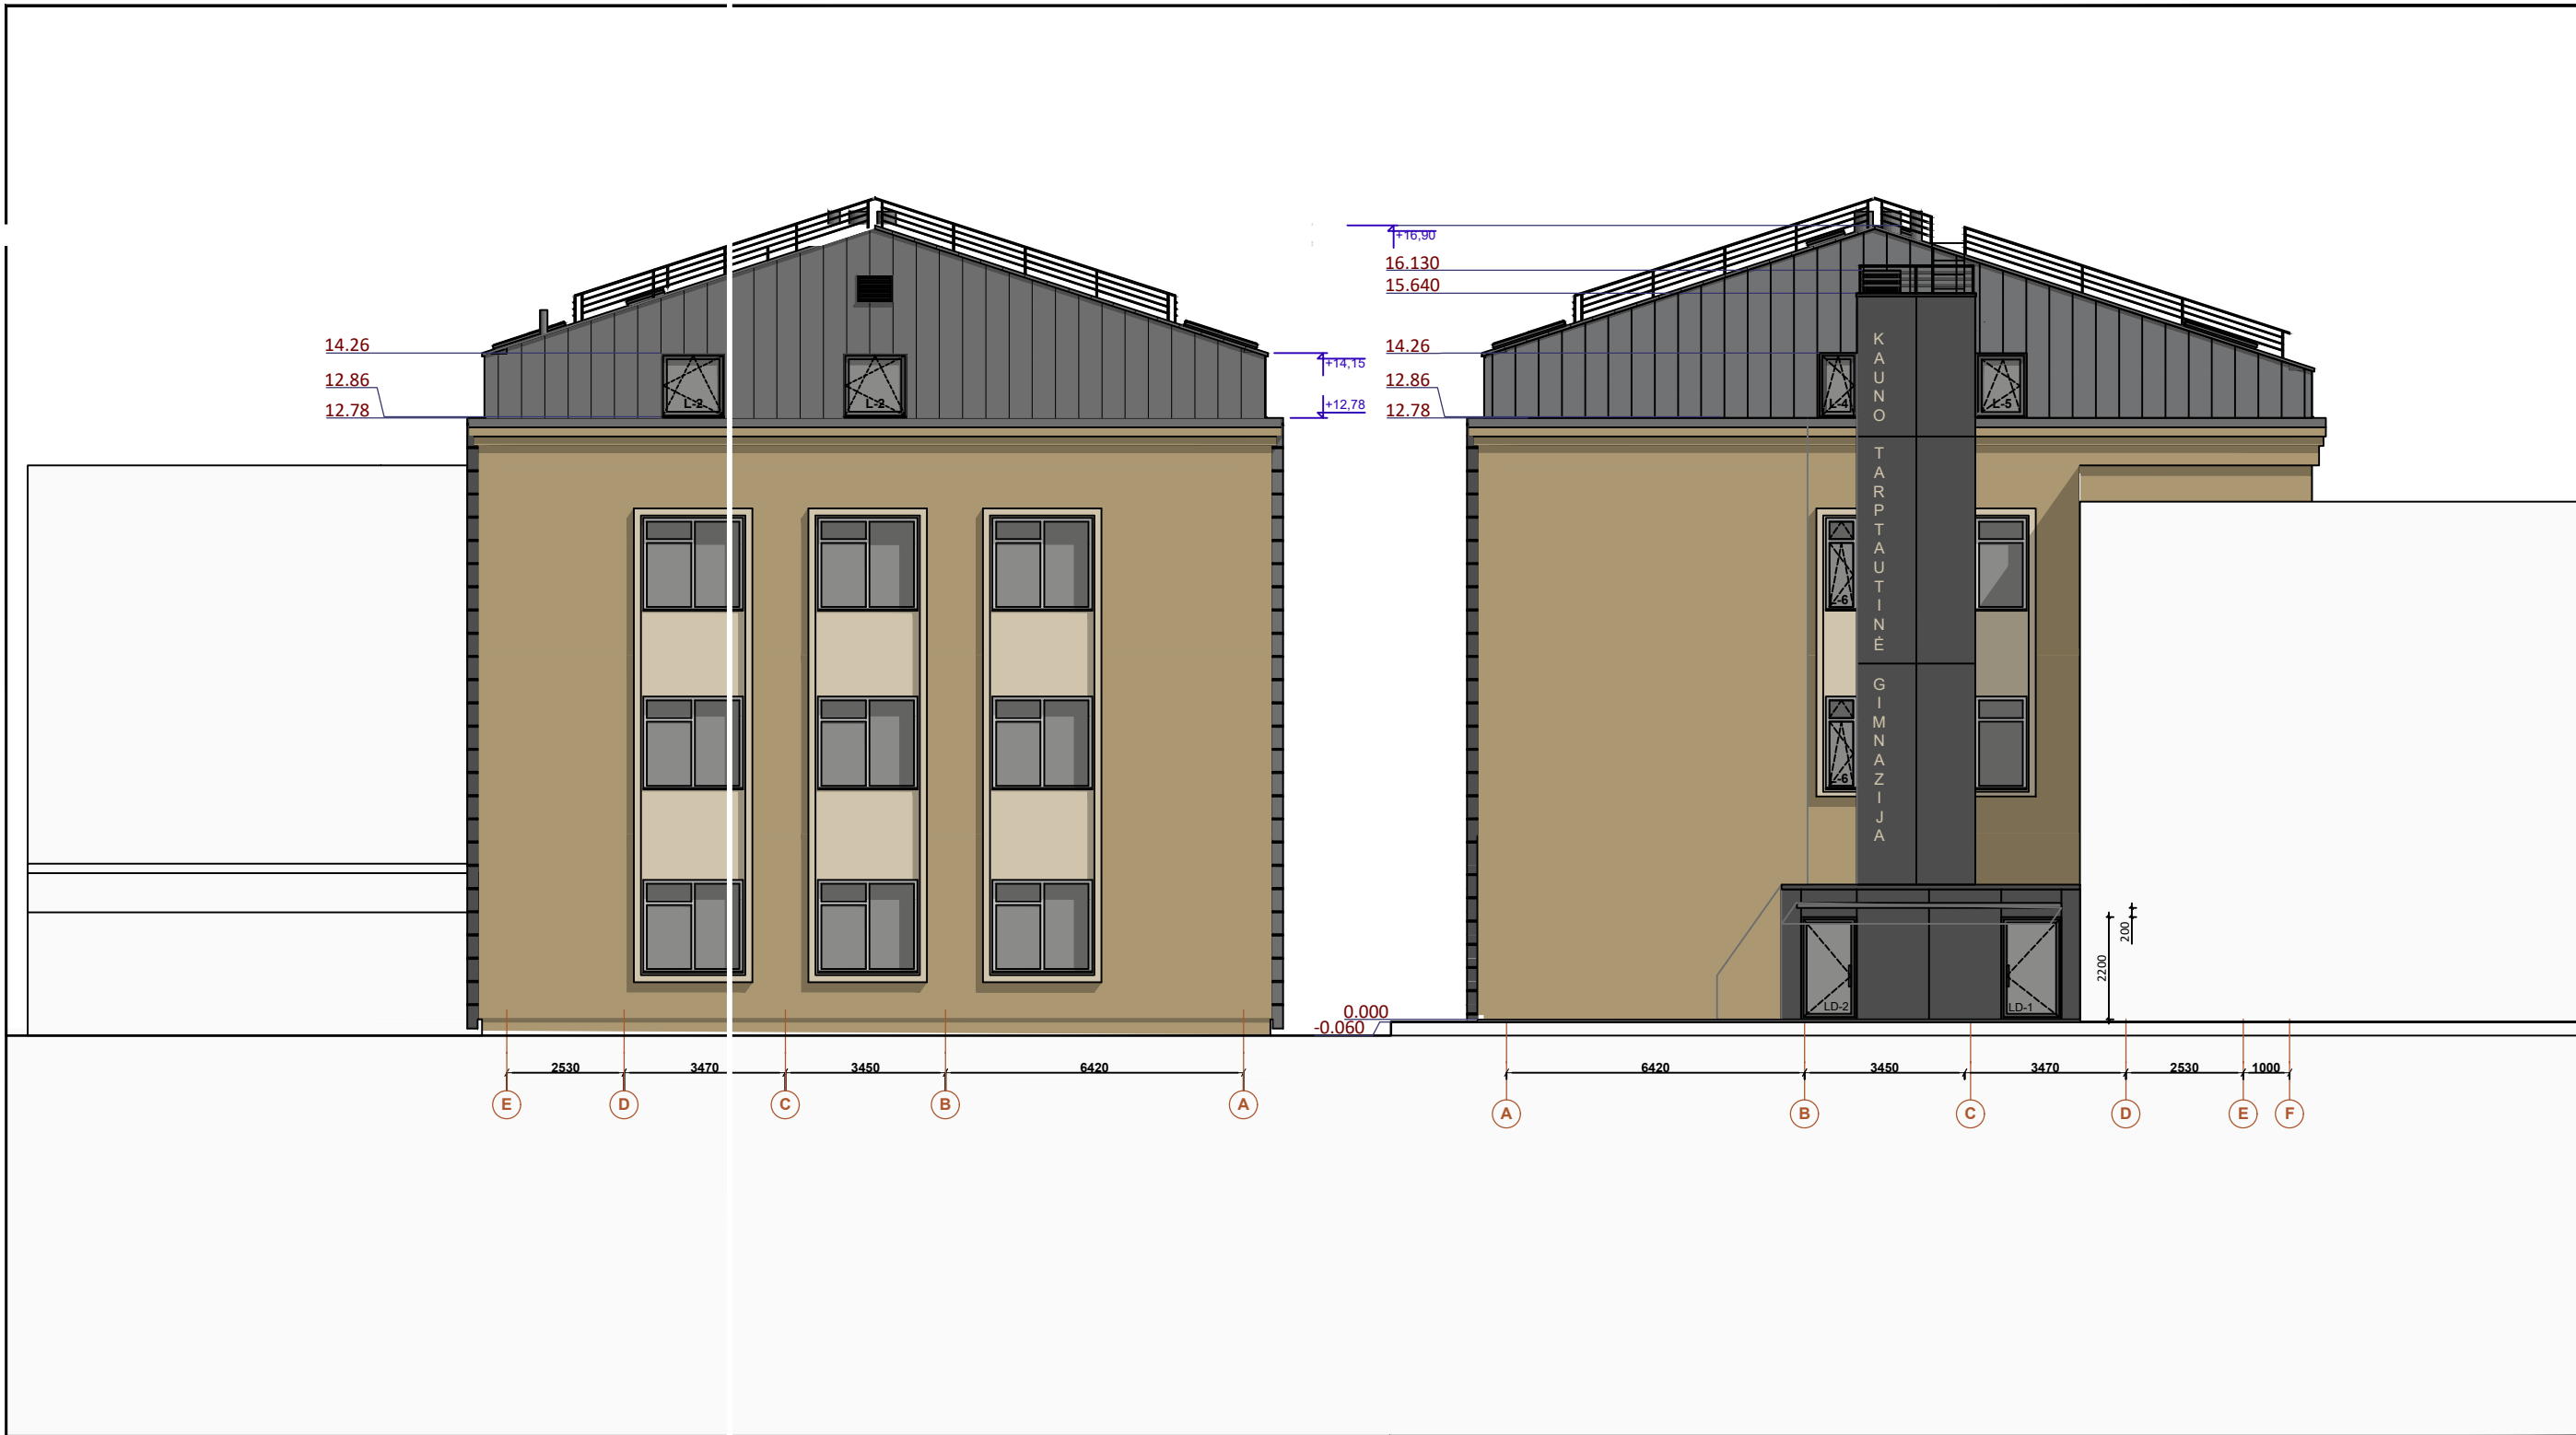 +16,90
16.130
15.640
14.26
12.86
12.78
+14,15
+12,78
14.26
12.86
12.78
L-2
L-2
L-4
L-5
KAUNO TARPTAUTINĖ GIMNAZIJA
L-6
L-6
LD-2
LD-1
200
2200
0.000
-0.060
2530 3470 3450 6420
E D C B A
6420 3450 3470 2530 1000
A B C D E F